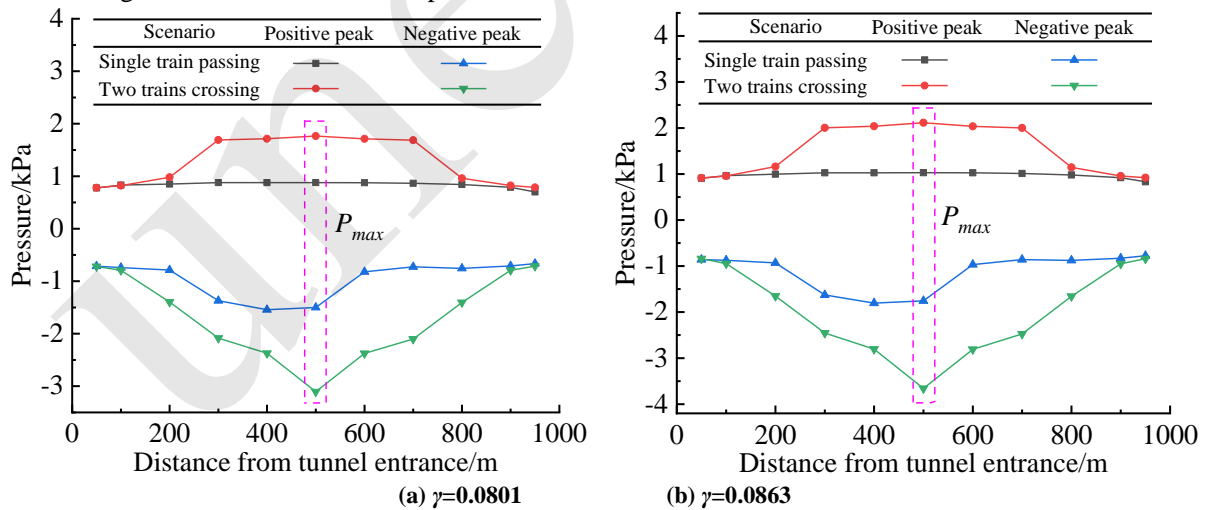 Scenario Positive peak Negative peak
Single train passing
Two trains crossing
4
3
2
1
0
-1
-2
-3
Pressure/kPa
P_max
0 200 400 600 800 1000
Distance from tunnel entrance/m
(a) γ=0.0801
Scenario Positive peak Negative peak
Single train passing
Two trains crossing
4
3
2
1
0
-1
-2
-3
-4
Pressure/kPa
P_max
0 200 400 600 800 1000
Distance from tunnel entrance/m
(b) γ=0.0863
une